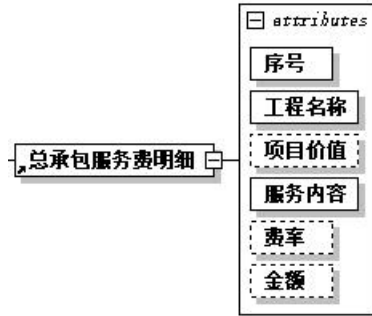 attributes
序号
工程名称
项目价值
总承包服务费明细
服务内容
费率
金额